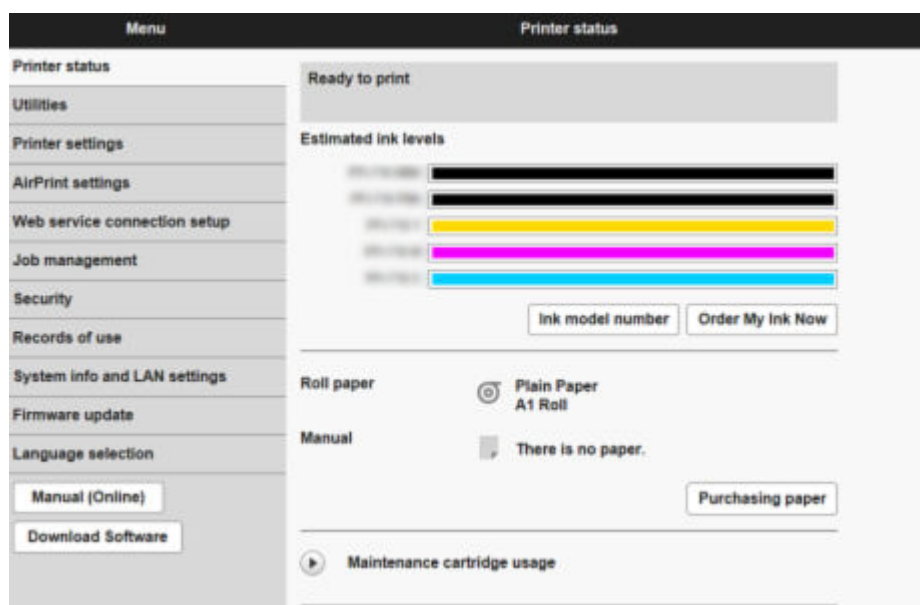 Menu
Printer status
Printer status
Utilities
Printer settings
AirPrint settings
Web service connection setup
Job management
Security
Records of use
System info and LAN settings
Firmware update
Language selection
Manual (Online)
Download Software
Ready to print
Estimated ink levels
Ink model number
Order My Ink Now
Roll paper
Plain Paper
A1 Roll
Manual
There is no paper.
Purchasing paper
Maintenance cartridge usage